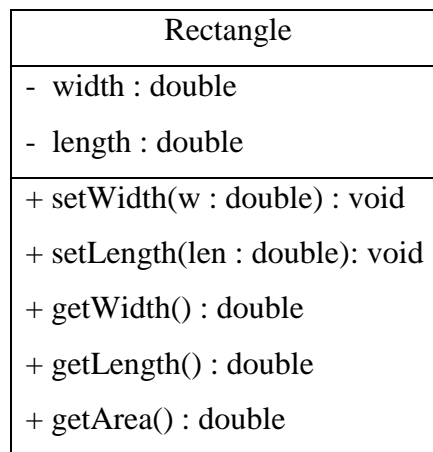 Rectangle
- width : double
- length : double
+ setWidth(w : double) : void
+ setLength(len : double): void
+ getWidth() : double
+ getLength() : double
+ getArea() : double